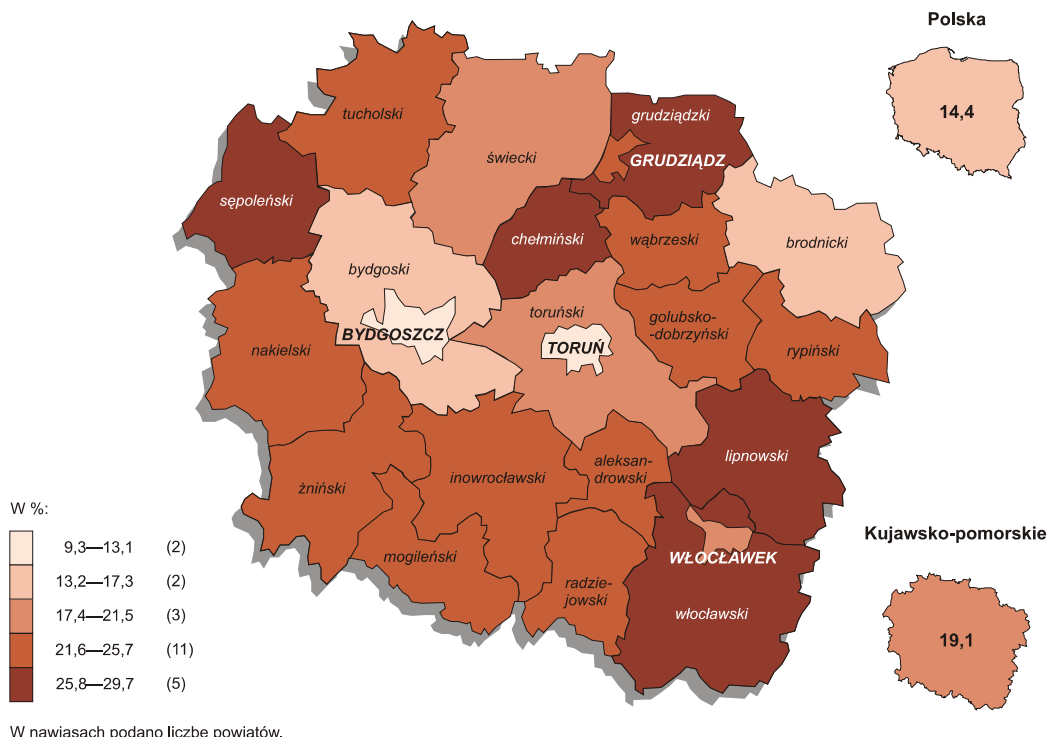 Polska
14,4
tucholski
grudziądzki
świecki
GRUDZIĄDZ
sępoleński
chełmiński
wąbrzeski
brodnicki
bydgoski
toruński
golubsko-
-dobrzyński
BYDGOSZCZ
TORUŃ
nakielski
rypiński
lipnowski
aleksan-
drowski
inowrocławski
żniński
W %:
9,3—13,1 (2)
13,2—17,3 (2)
17,4—21,5 (3)
21,6—25,7 (11)
25,8—29,7 (5)
mogileński
radzie-
jowski
WŁOCŁAWEK
włocławski
Kujawsko-pomorskie
19,1
W nawiasach podano liczbę powiatów.